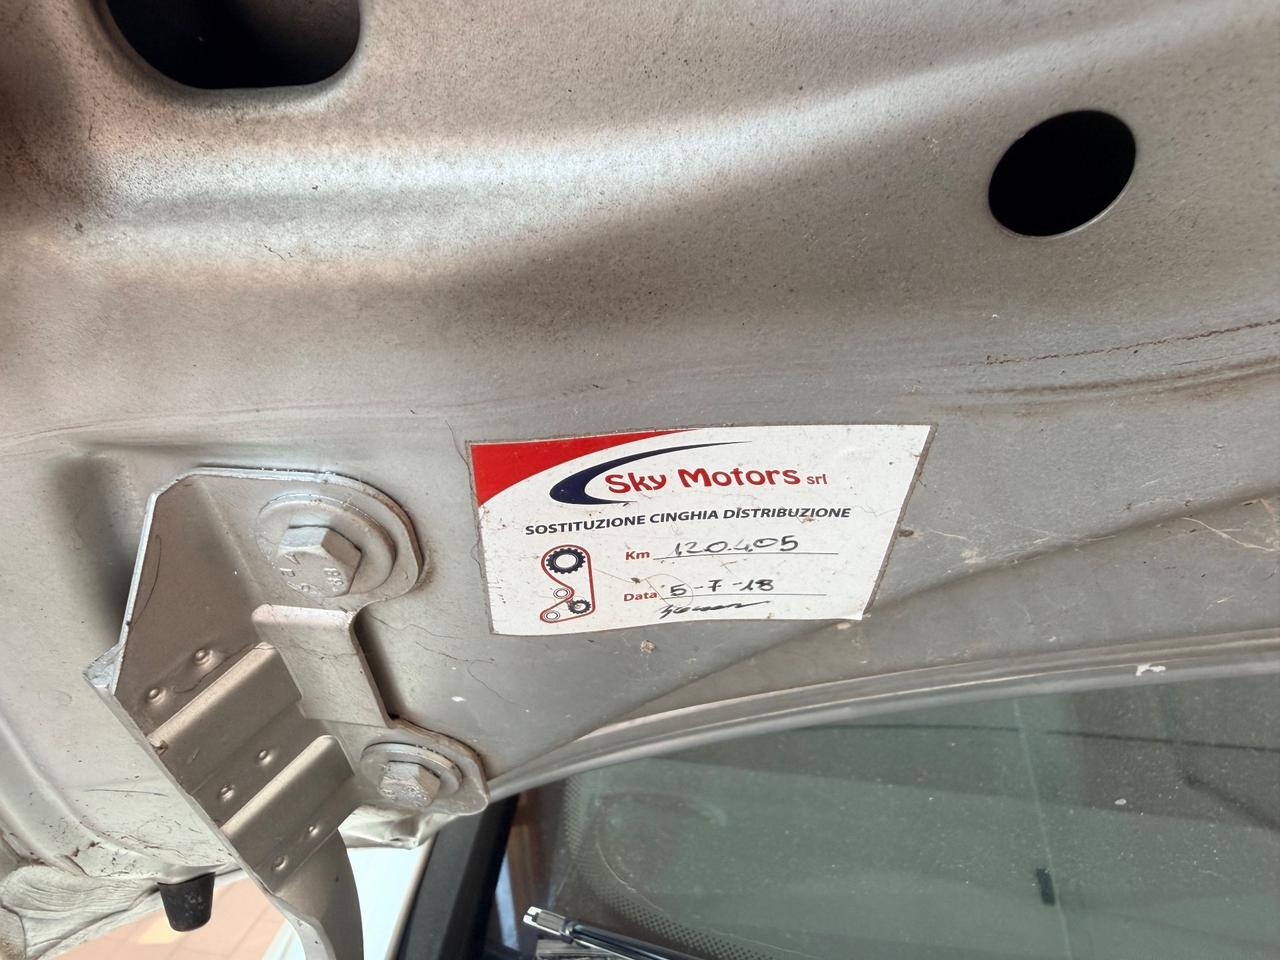 Sky Motors srl
SOSTITUZIONE CINGHIA DISTRIBUZIONE
Km 120.405
Data 5-7-18